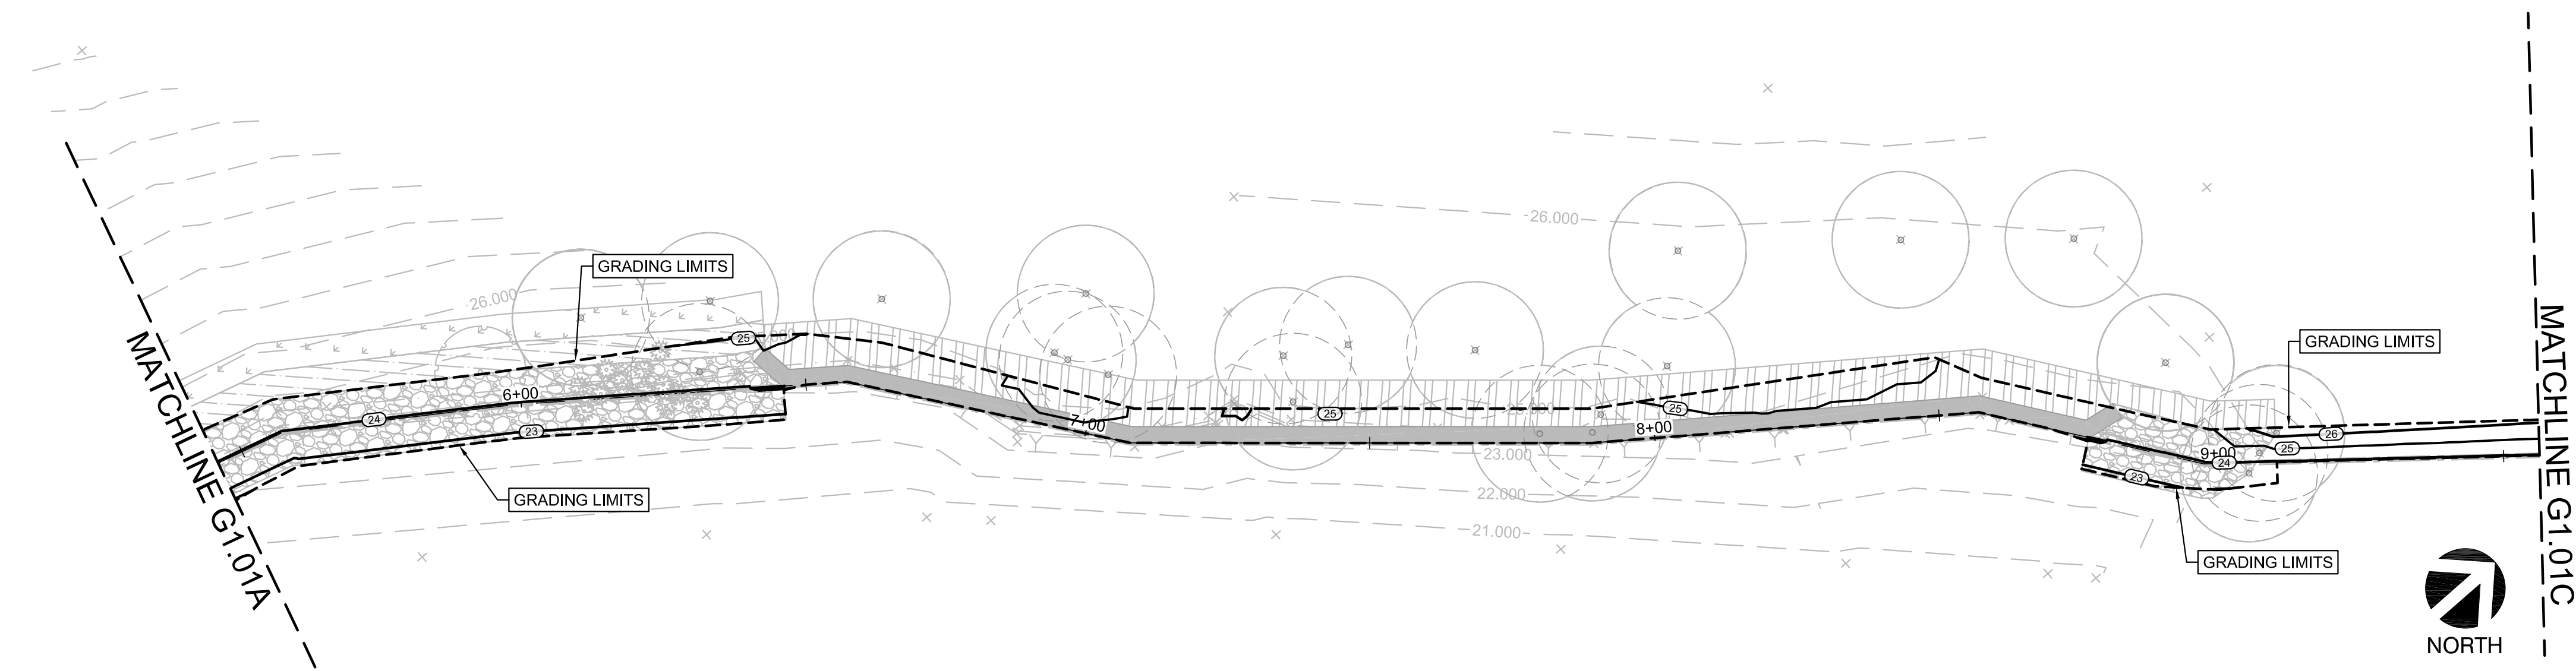 26.000
GRADING LIMITS
GRADING LIMITS
26.000
25
6+00
24
23
25
25
7+00
8+00
23.000
22.000
21.000
26
25
9+00
24
23
GRADING LIMITS
GRADING LIMITS
MATCHLINE G1.01A
MATCHLINE G1.01C
NORTH